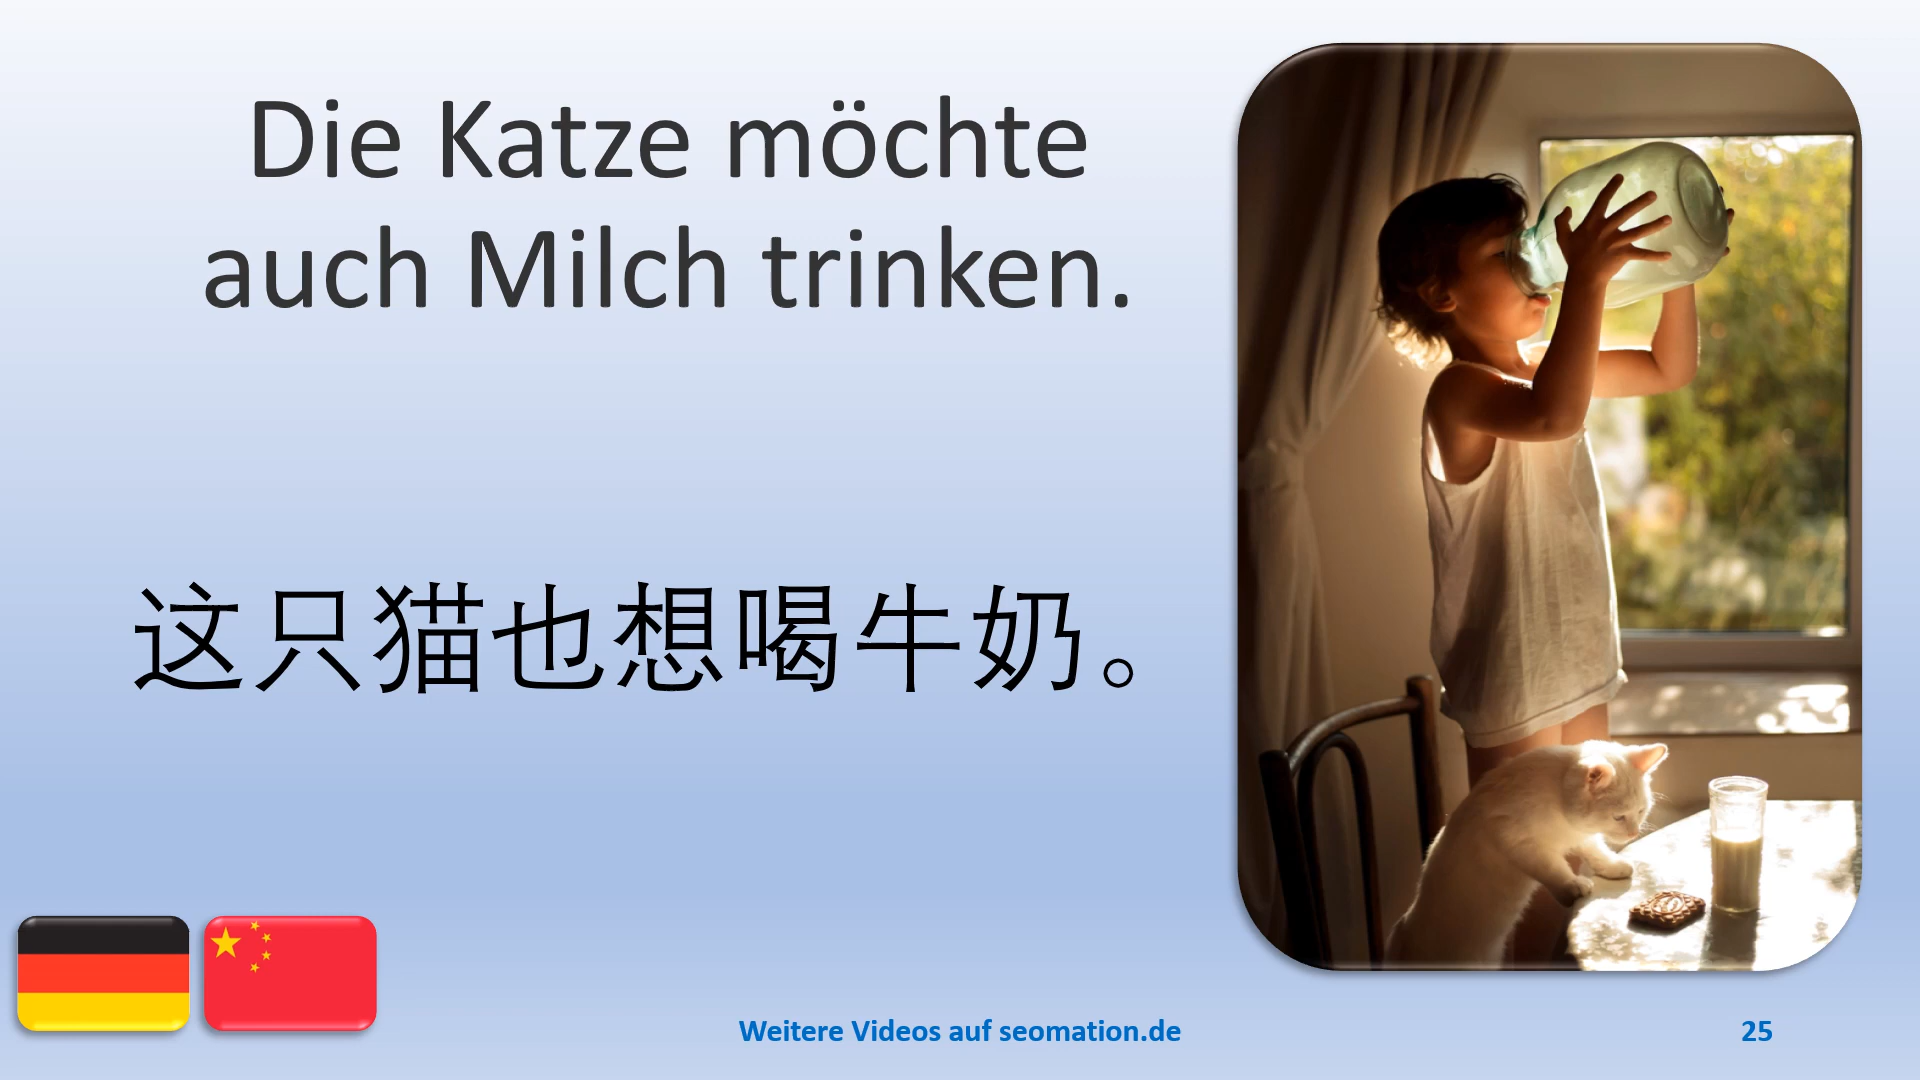 Die Katze möchte
auch Milch trinken.
这只猫也想喝牛奶。
Weitere Videos auf seomation.de
25